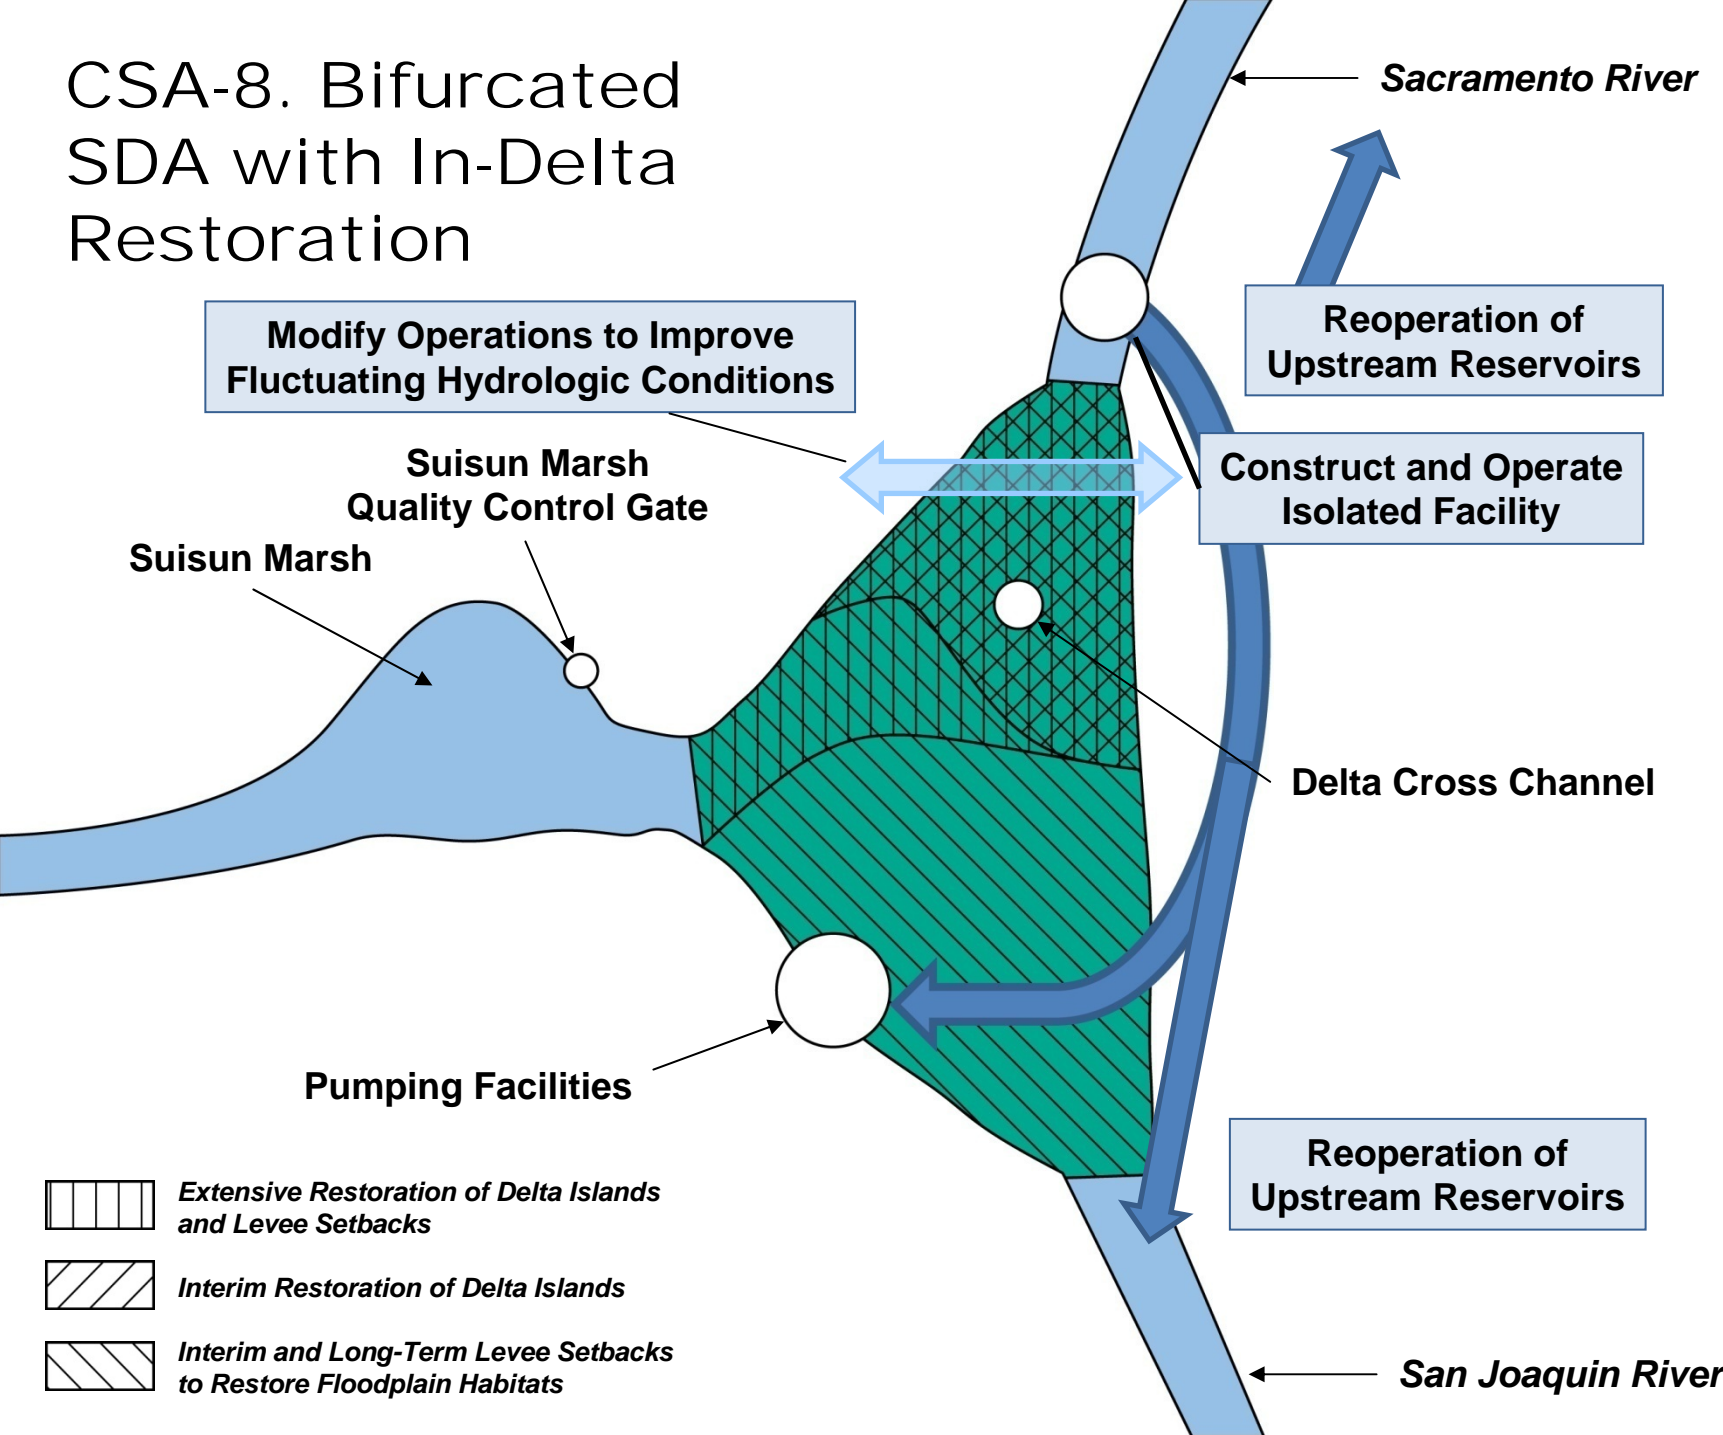 CSA-8. Bifurcated
SDA with In-Delta
Restoration
Sacramento River
Modify Operations to Improve
Fluctuating Hydrologic Conditions
Reoperation of
Upstream Reservoirs
Suisun Marsh
Quality Control Gate
Construct and Operate
Isolated Facility
Suisun Marsh
Delta Cross Channel
Pumping Facilities
Reoperation of
Upstream Reservoirs
Extensive Restoration of Delta Islands
and Levee Setbacks
Interim Restoration of Delta Islands
Interim and Long-Term Levee Setbacks
to Restore Floodplain Habitats
San Joaquin River